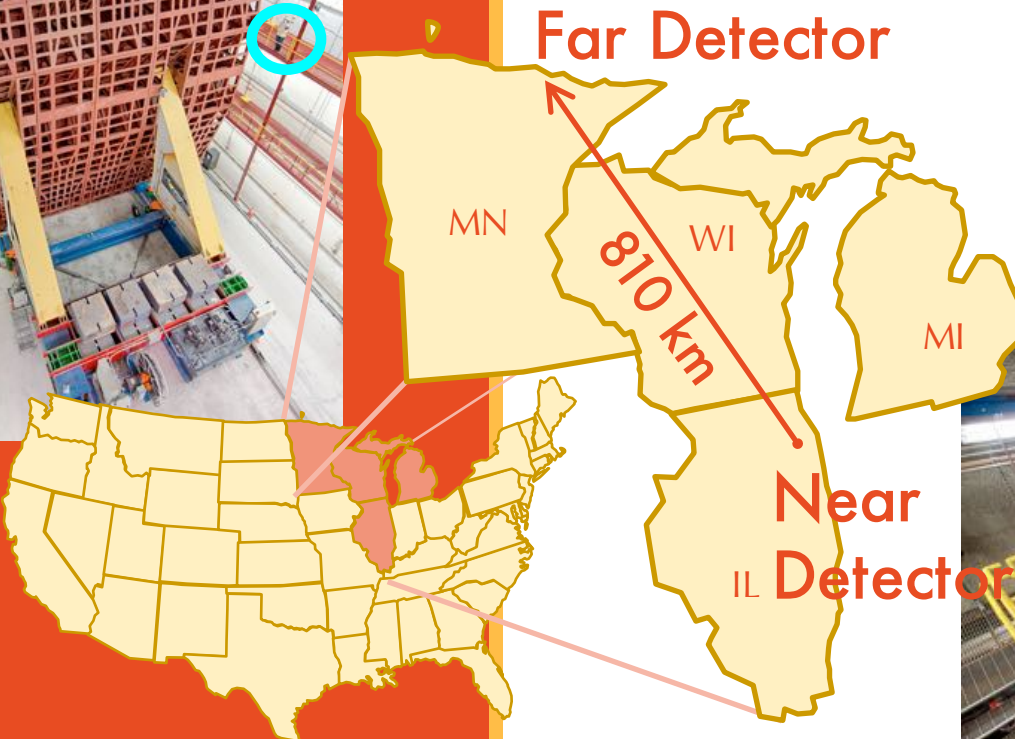 Far Detector
MN
WI
810 km
MI
Near
IL Detector